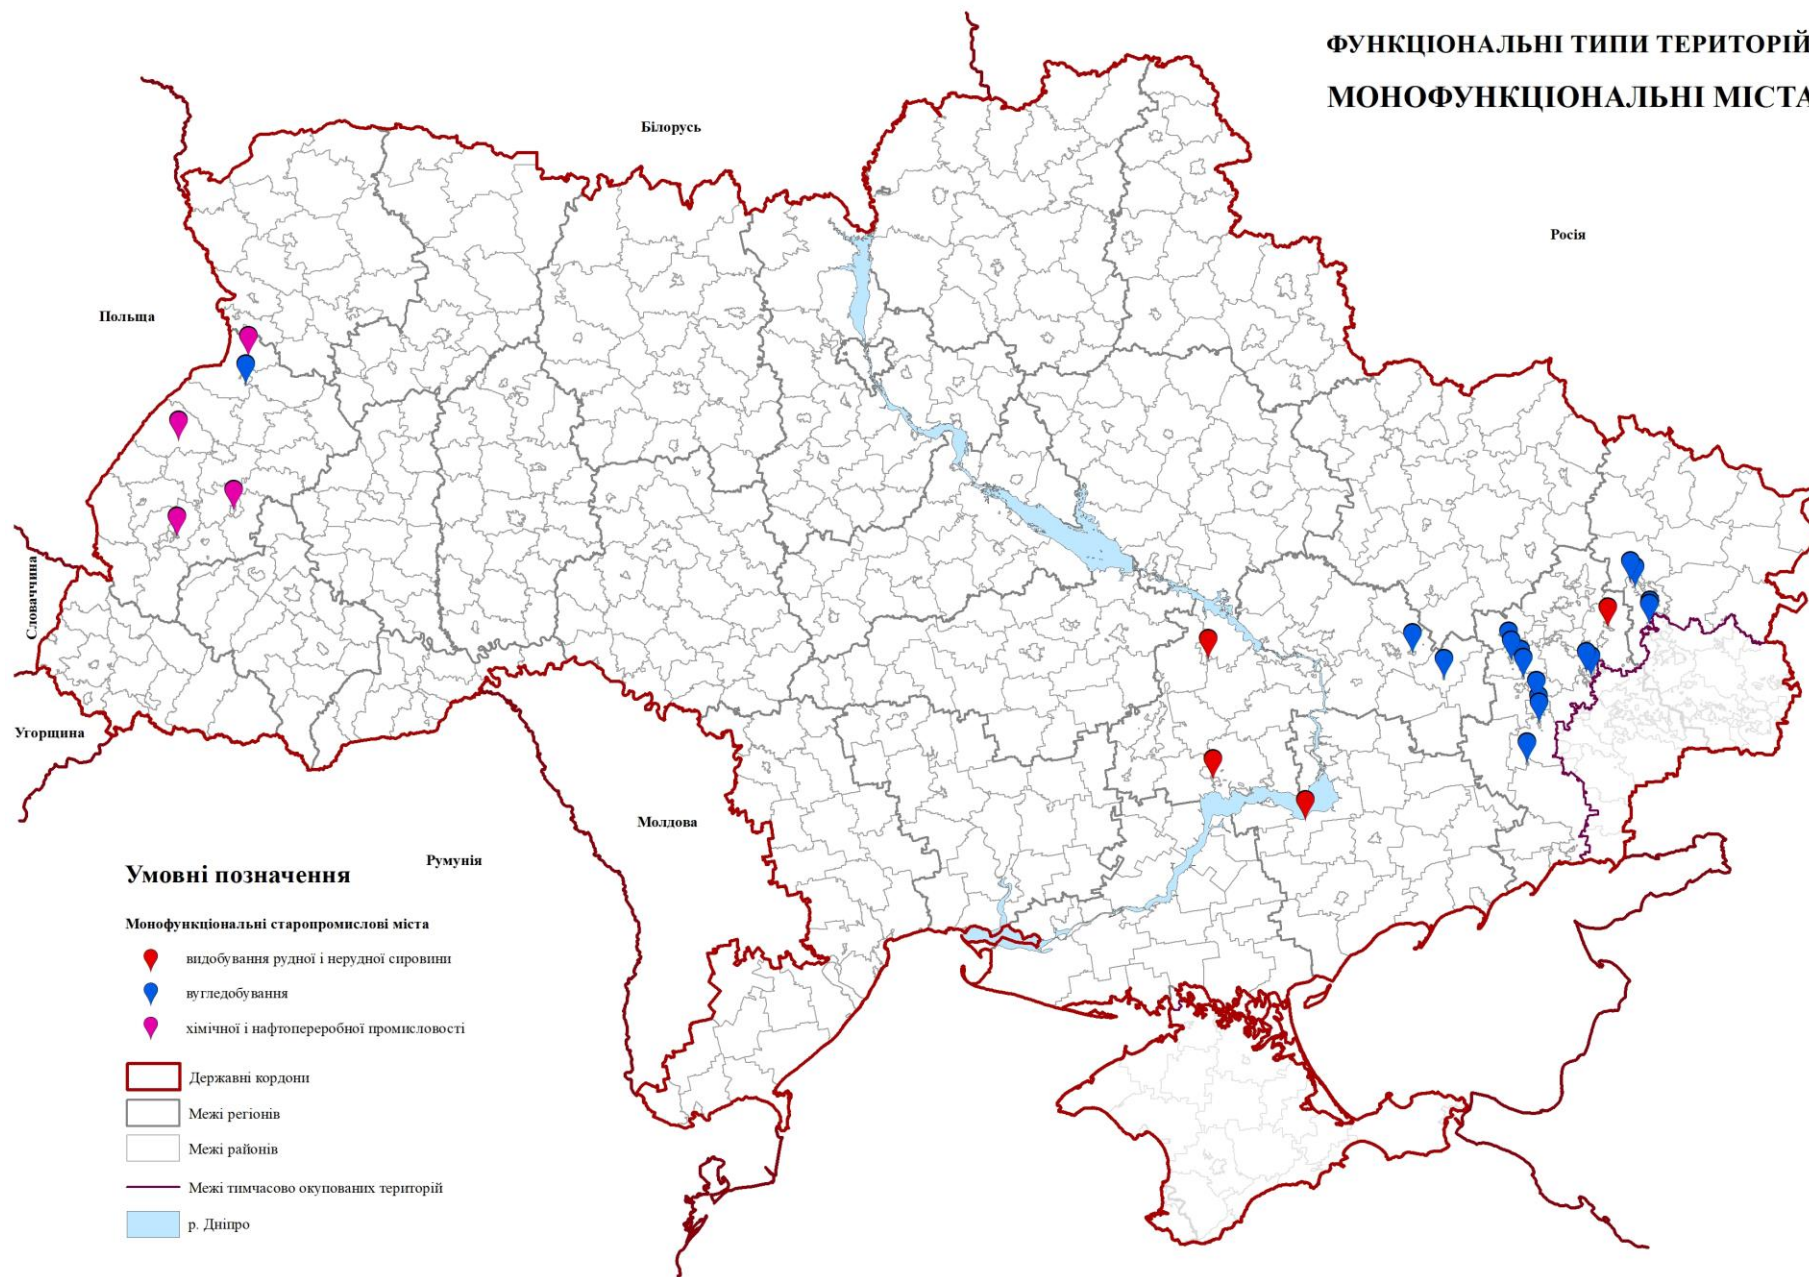 ФУНКЦІОНАЛЬНІ ТИПИ ТЕРИТОРІЙ
МОНОФУНКЦІОНАЛЬНІ МІСТА
Білорусь
Росія
Польща
Словаччина
Угорщина
Молдова
Румунія
Умовні позначення
Монофункціональні старопромислові міста
видобування рудної і нерудної сировини
вугледобування
хімічної і нафтопереробної промисловості
Державні кордони
Межі регіонів
Межі районів
Межі тимчасово окупованих територій
р. Дніпро